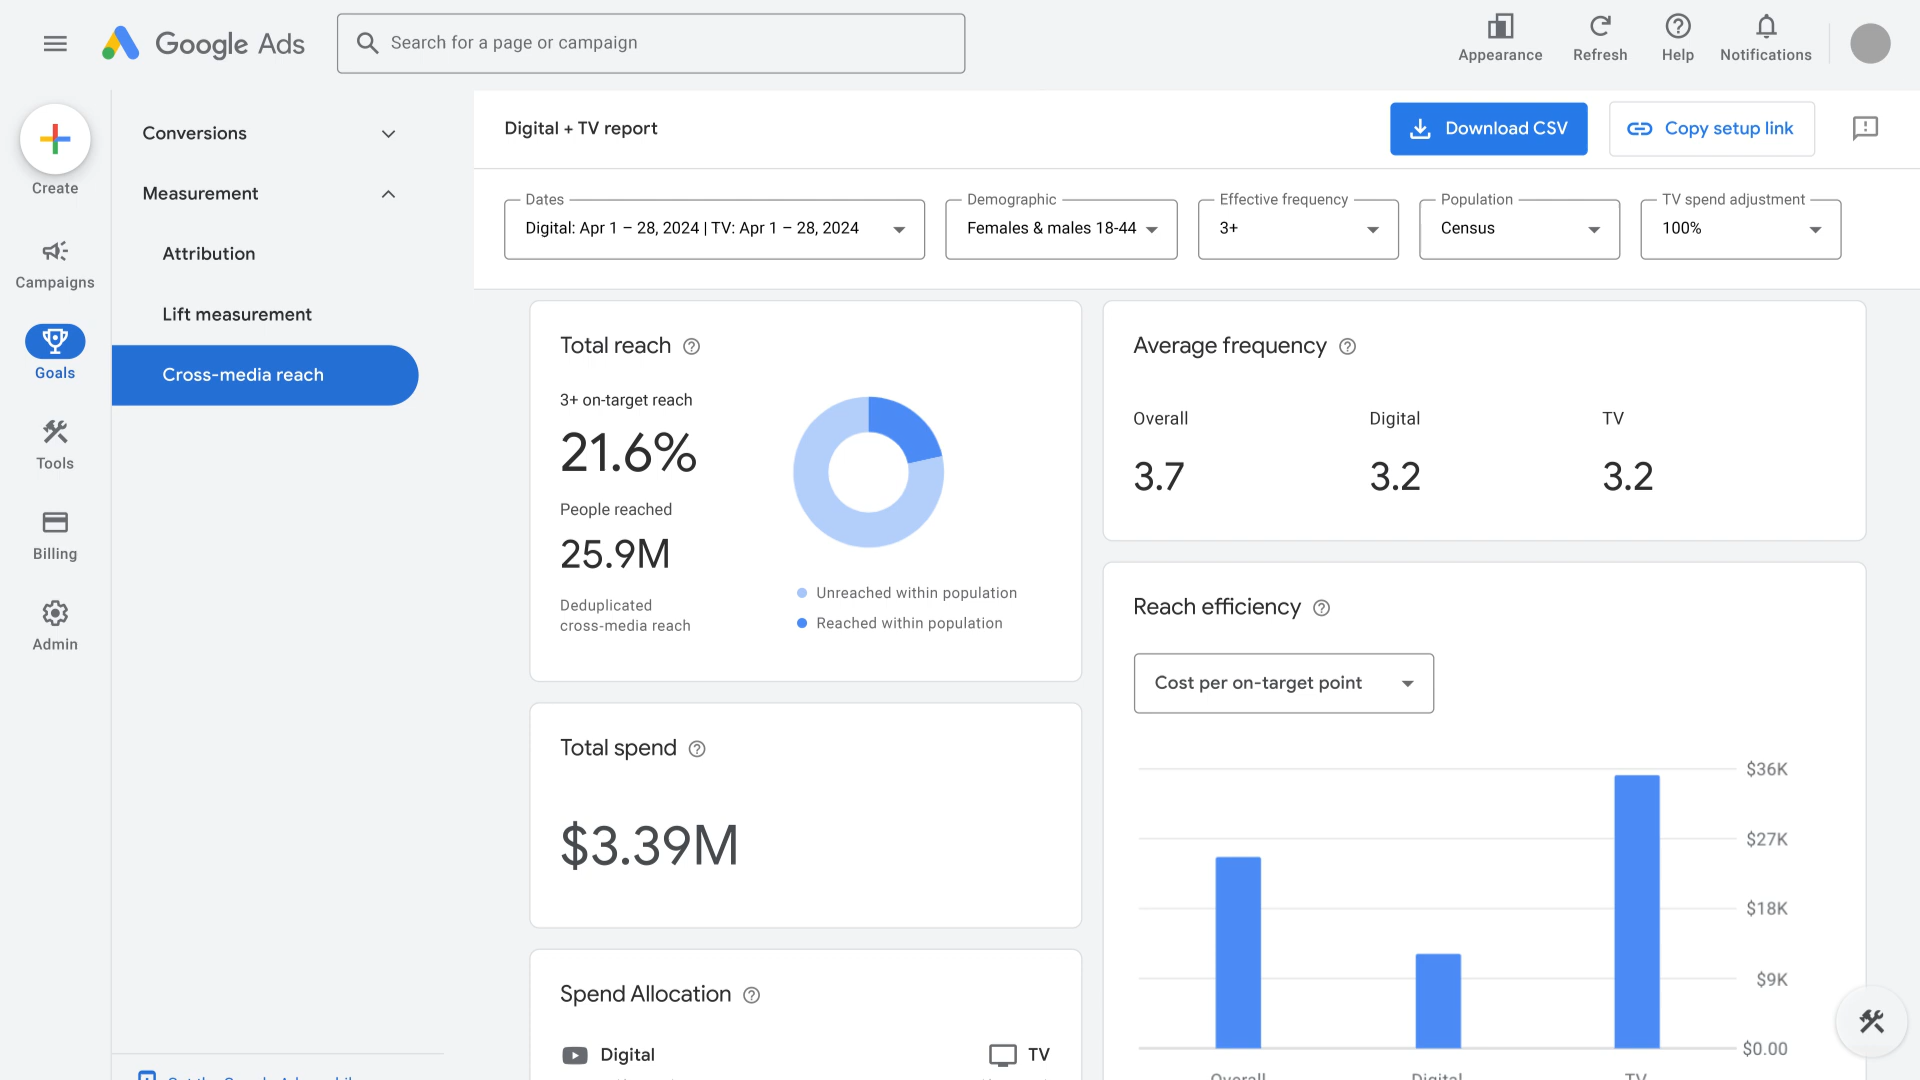 Google Ads
Search for a page or campaign
Appearance
Refresh
Help
Notifications
Create
Campaigns
Goals
Tools
Billing
Admin
Conversions
Measurement
Attribution
Lift measurement
Cross-media reach
Digital + TV report
Download CSV
Copy setup link
Dates
Digital: Apr 1 – 28, 2024 | TV: Apr 1 – 28, 2024
Demographic
Females & males 18-44
Effective frequency
3+
Population
Census
TV spend adjustment
100%
Total reach
3+ on-target reach
21.6%
People reached
25.9M
Deduplicated
cross-media reach
Unreached within population
Reached within population
Average frequency
Overall
3.7
Digital
3.2
TV
3.2
Total spend
$3.39M
Spend Allocation
Digital
TV
Reach efficiency
Cost per on-target point
$36K
$27K
$18K
$9K
$0.00
Overall
Digital
TV